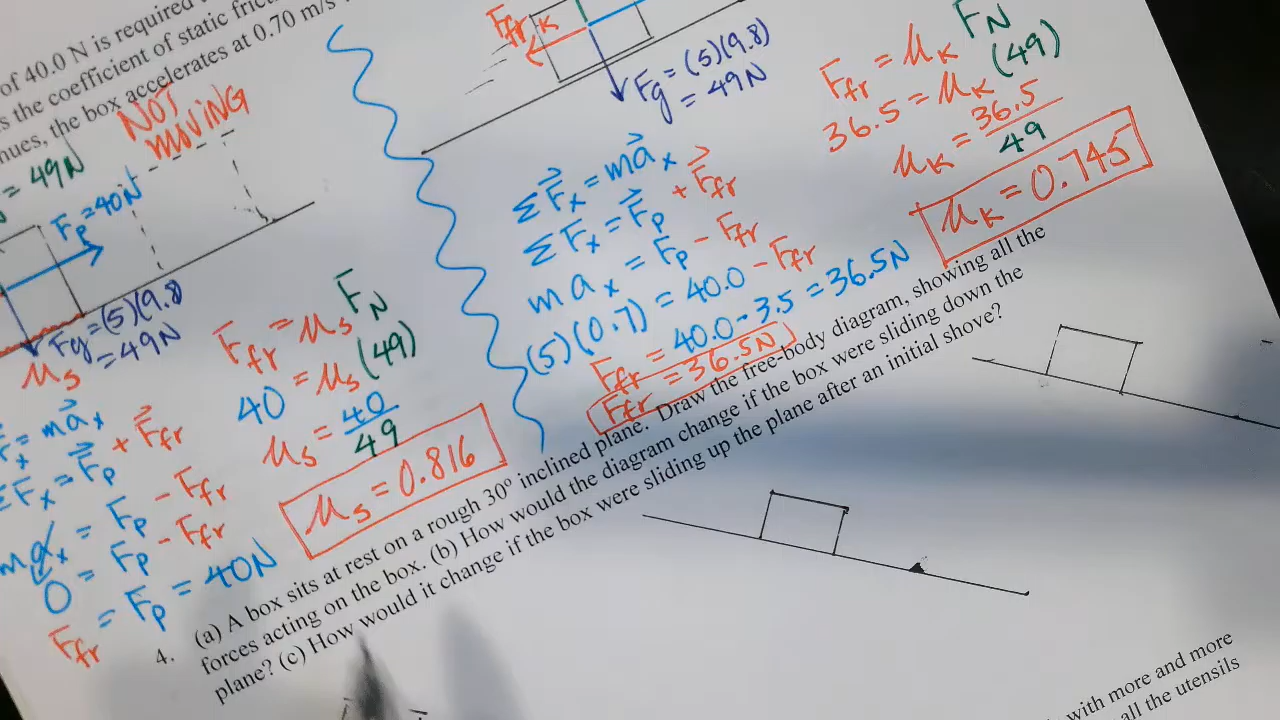 of 40.0 N is required
s the coefficient of static fric
nues, the box accelerates at 0.70 m/s
NOT
MOVING
= 49N
Fp = 40N
Fg = (5)(9.8
= 49N
μs
= ma x
Fx = Fp + Ffr
ΣFx = Fp - Ffr
max = Fp - Ffr
0 = Fp
Ffr = Fp = 40N
Ffr = μs FN
40 = μs (49)
μs = 40/49
μs = 0.816
Ffr K
Fg = (5)(9.8)
= 49N
ΣFx = max
ΣFx = Fp + Ffr
max = Fp - Ffr
(5)(0.7) = 40.0 - Ffr
Ffr = 40.0 - 3.5 = 36.5N
Ffr = 36.5N
Ffr = μK FN
36.5 = μK (49)
μK = 36.5/49
μK = 0.745
4. (a) A box sits at rest on a rough 30° inclined plane. Draw the free-body diagram, showing all the
forces acting on the box. (b) How would the diagram change if the box were sliding down the
plane? (c) How would it change if the box were sliding up the plane after an initial shove?
with more and more
all the utensils